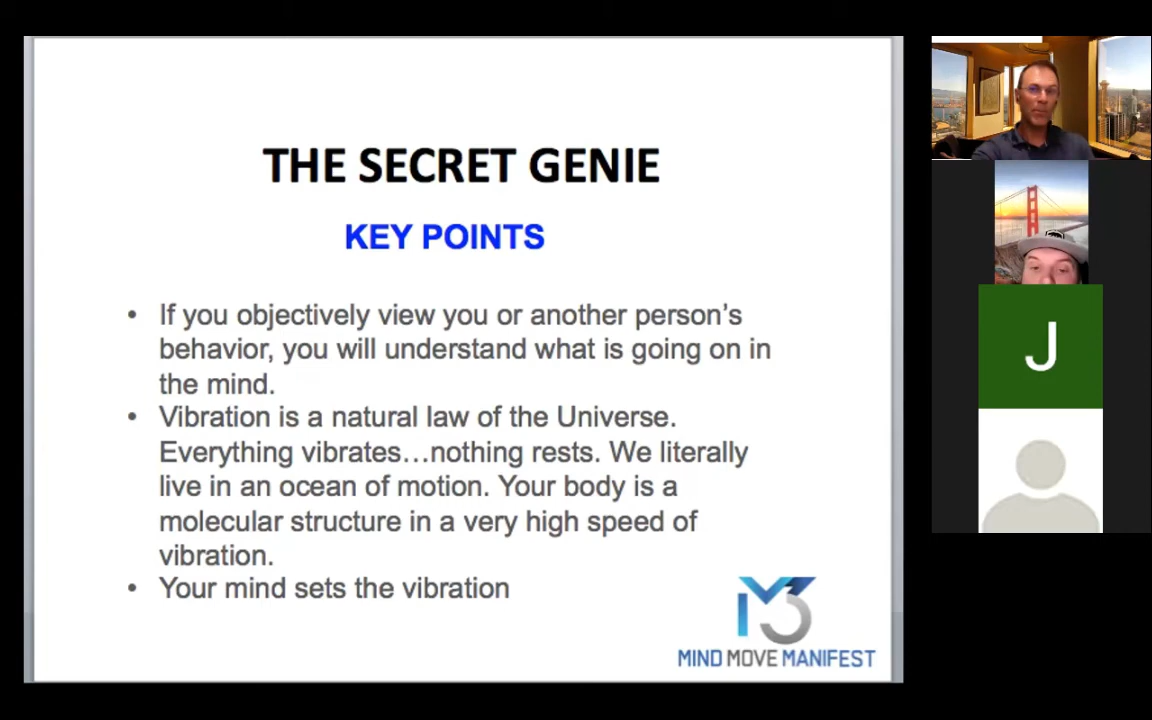 THE SECRET GENIE
KEY POINTS
• If you objectively view you or another person's
behavior, you will understand what is going on in
the mind.
• Vibration is a natural law of the Universe.
Everything vibrates…nothing rests. We literally
live in an ocean of motion. Your body is a
molecular structure in a very high speed of
vibration.
• Your mind sets the vibration
M3
MIND MOVE MANIFEST
J